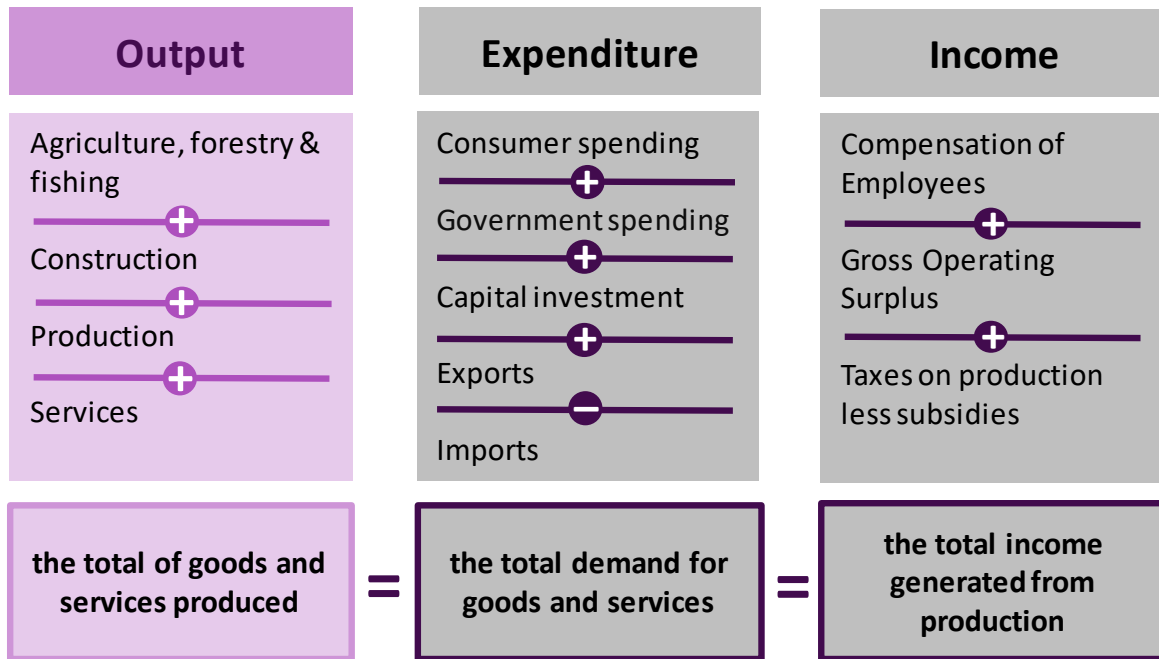 Output
Agriculture, forestry &
fishing
+
Construction
+
Production
+
Services
the total of goods and
services produced
=
Expenditure
Consumer spending
+
Government spending
+
Capital investment
+
Exports
−
Imports
the total demand for
goods and services
=
Income
Compensation of
Employees
+
Gross Operating
Surplus
+
Taxes on production
less subsidies
the total income
generated from
production